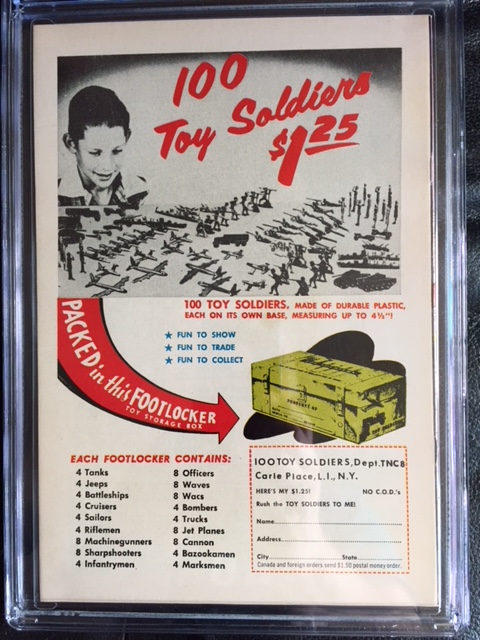 100
Toy Soldiers
$1.25
100 TOY SOLDIERS, MADE OF DURABLE PLASTIC,
EACH ON ITS OWN BASE, MEASURING UP TO 4½"!
★ FUN TO SHOW
★ FUN TO TRADE
★ FUN TO COLLECT
PACKED in this FOOTLOCKER
TOY STORAGE BOX
PROPERTY OF
EACH FOOTLOCKER CONTAINS:
4 Tanks
4 Jeeps
4 Battleships
4 Cruisers
4 Sailors
4 Riflemen
8 Machinegunners
8 Sharpshooters
4 Infantrymen
8 Officers
8 Waves
8 Wacs
4 Bombers
4 Trucks
8 Jet Planes
8 Cannon
4 Bazookamen
4 Marksmen
100 TOY SOLDIERS, Dept. TNC8
Carle Place, L.I., N.Y.
HERE'S MY $1.25! NO C.O.D.'s
Rush the TOY SOLDIERS TO ME!
Name
Address
City State
Canada and foreign orders send $1.50 postal money order.